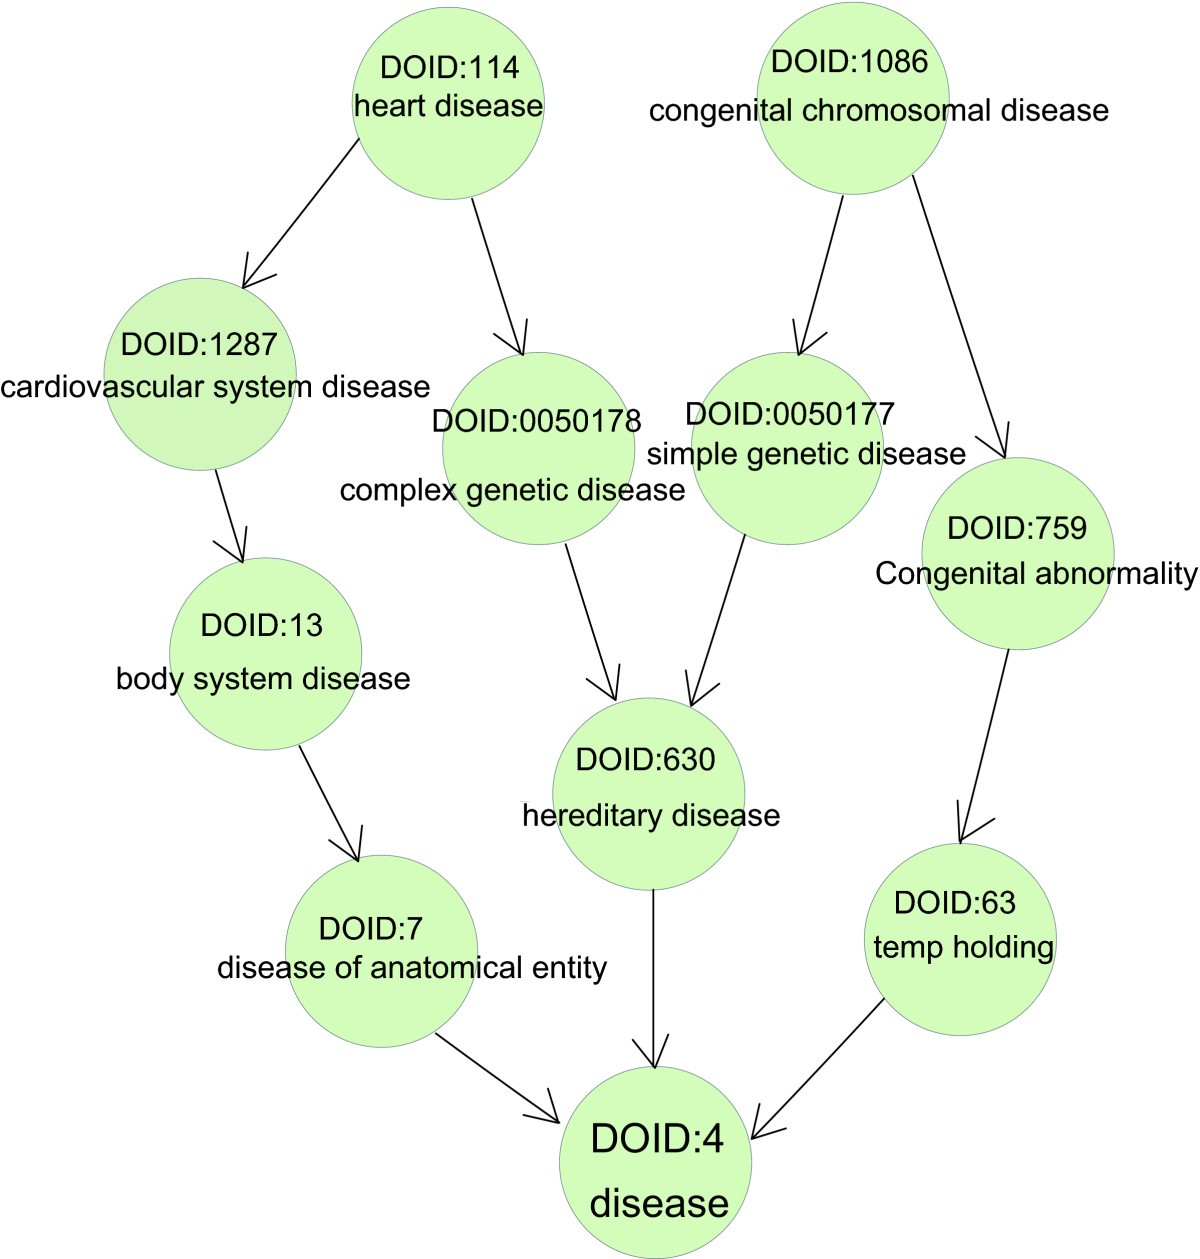 DOID:114
heart disease
DOID:1086
congenital chromosomal disease
DOID:1287
cardiovascular system disease
DOID:0050178
complex genetic disease
DOID:0050177
simple genetic disease
DOID:759
Congenital abnormality
DOID:13
body system disease
DOID:630
hereditary disease
DOID:7
disease of anatomical entity
DOID:63
temp holding
DOID:4
disease